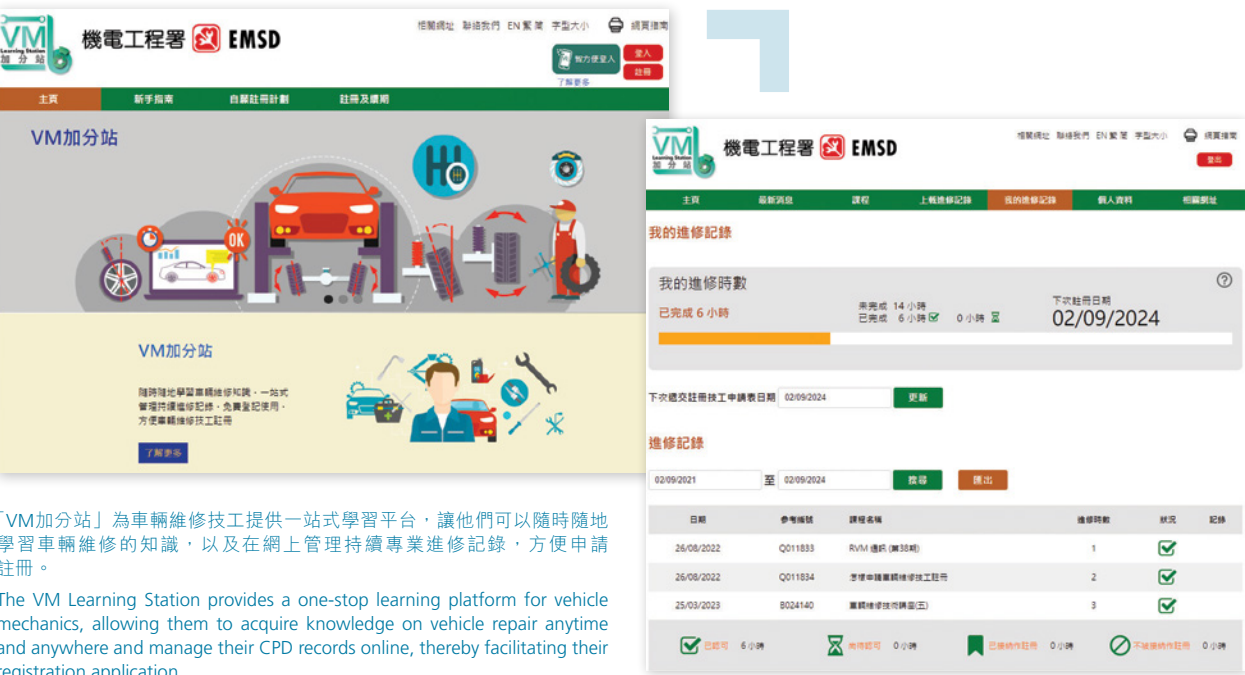 VM
Learning Station
加分站
機電工程署 EMSD
相關網址 聯絡我們 EN 繁 简 字型大小 網頁指南
智方便登入
登入
註冊
了解更多
主頁 新手指南 自願註冊計劃 註冊及續期
VM加分站
OK
VM加分站
隨時隨地學習車輛維修知識，一站式
管理持續進修記錄，免費登記使用，
方便車輛維修技工註冊
了解更多
「VM加分站」為車輛維修技工提供一站式學習平台，讓他們可以隨時隨地
學習車輛維修的知識，以及在網上管理持續專業進修記錄，方便申請
註冊。
The VM Learning Station provides a one-stop learning platform for vehicle
mechanics, allowing them to acquire knowledge on vehicle repair anytime
and anywhere and manage their CPD records online, thereby facilitating their
registration application.
VM
Learning Station
加分站
機電工程署 EMSD
相關網址 聯絡我們 EN 繁 简 字型大小 網頁指南
登出
主頁 最新消息 課程 上載進修記錄 我的進修記錄 個人資料 相關網址
我的進修記錄
我的進修時數
已完成 6 小時
未完成 14 小時
已完成 6 小時 0 小時
下次註冊日期
02/09/2024
下次遞交註冊技工申請表日期 02/09/2024 更新
進修記錄
02/09/2021 至 02/09/2024 搜尋 匯出
日期 參考編號 課程名稱 進修時數 狀況 記錄
26/08/2022 Q011833 RVM 通訊 (第38期) 1
26/08/2022 Q011834 怎樣申請車輛維修技工註冊 2
25/03/2023 B024140 車輛維修技術講座(五) 3
已認可 6 小時 尚待認可 0 小時 已接納作註冊 0 小時 不被接納作註冊 0 小時